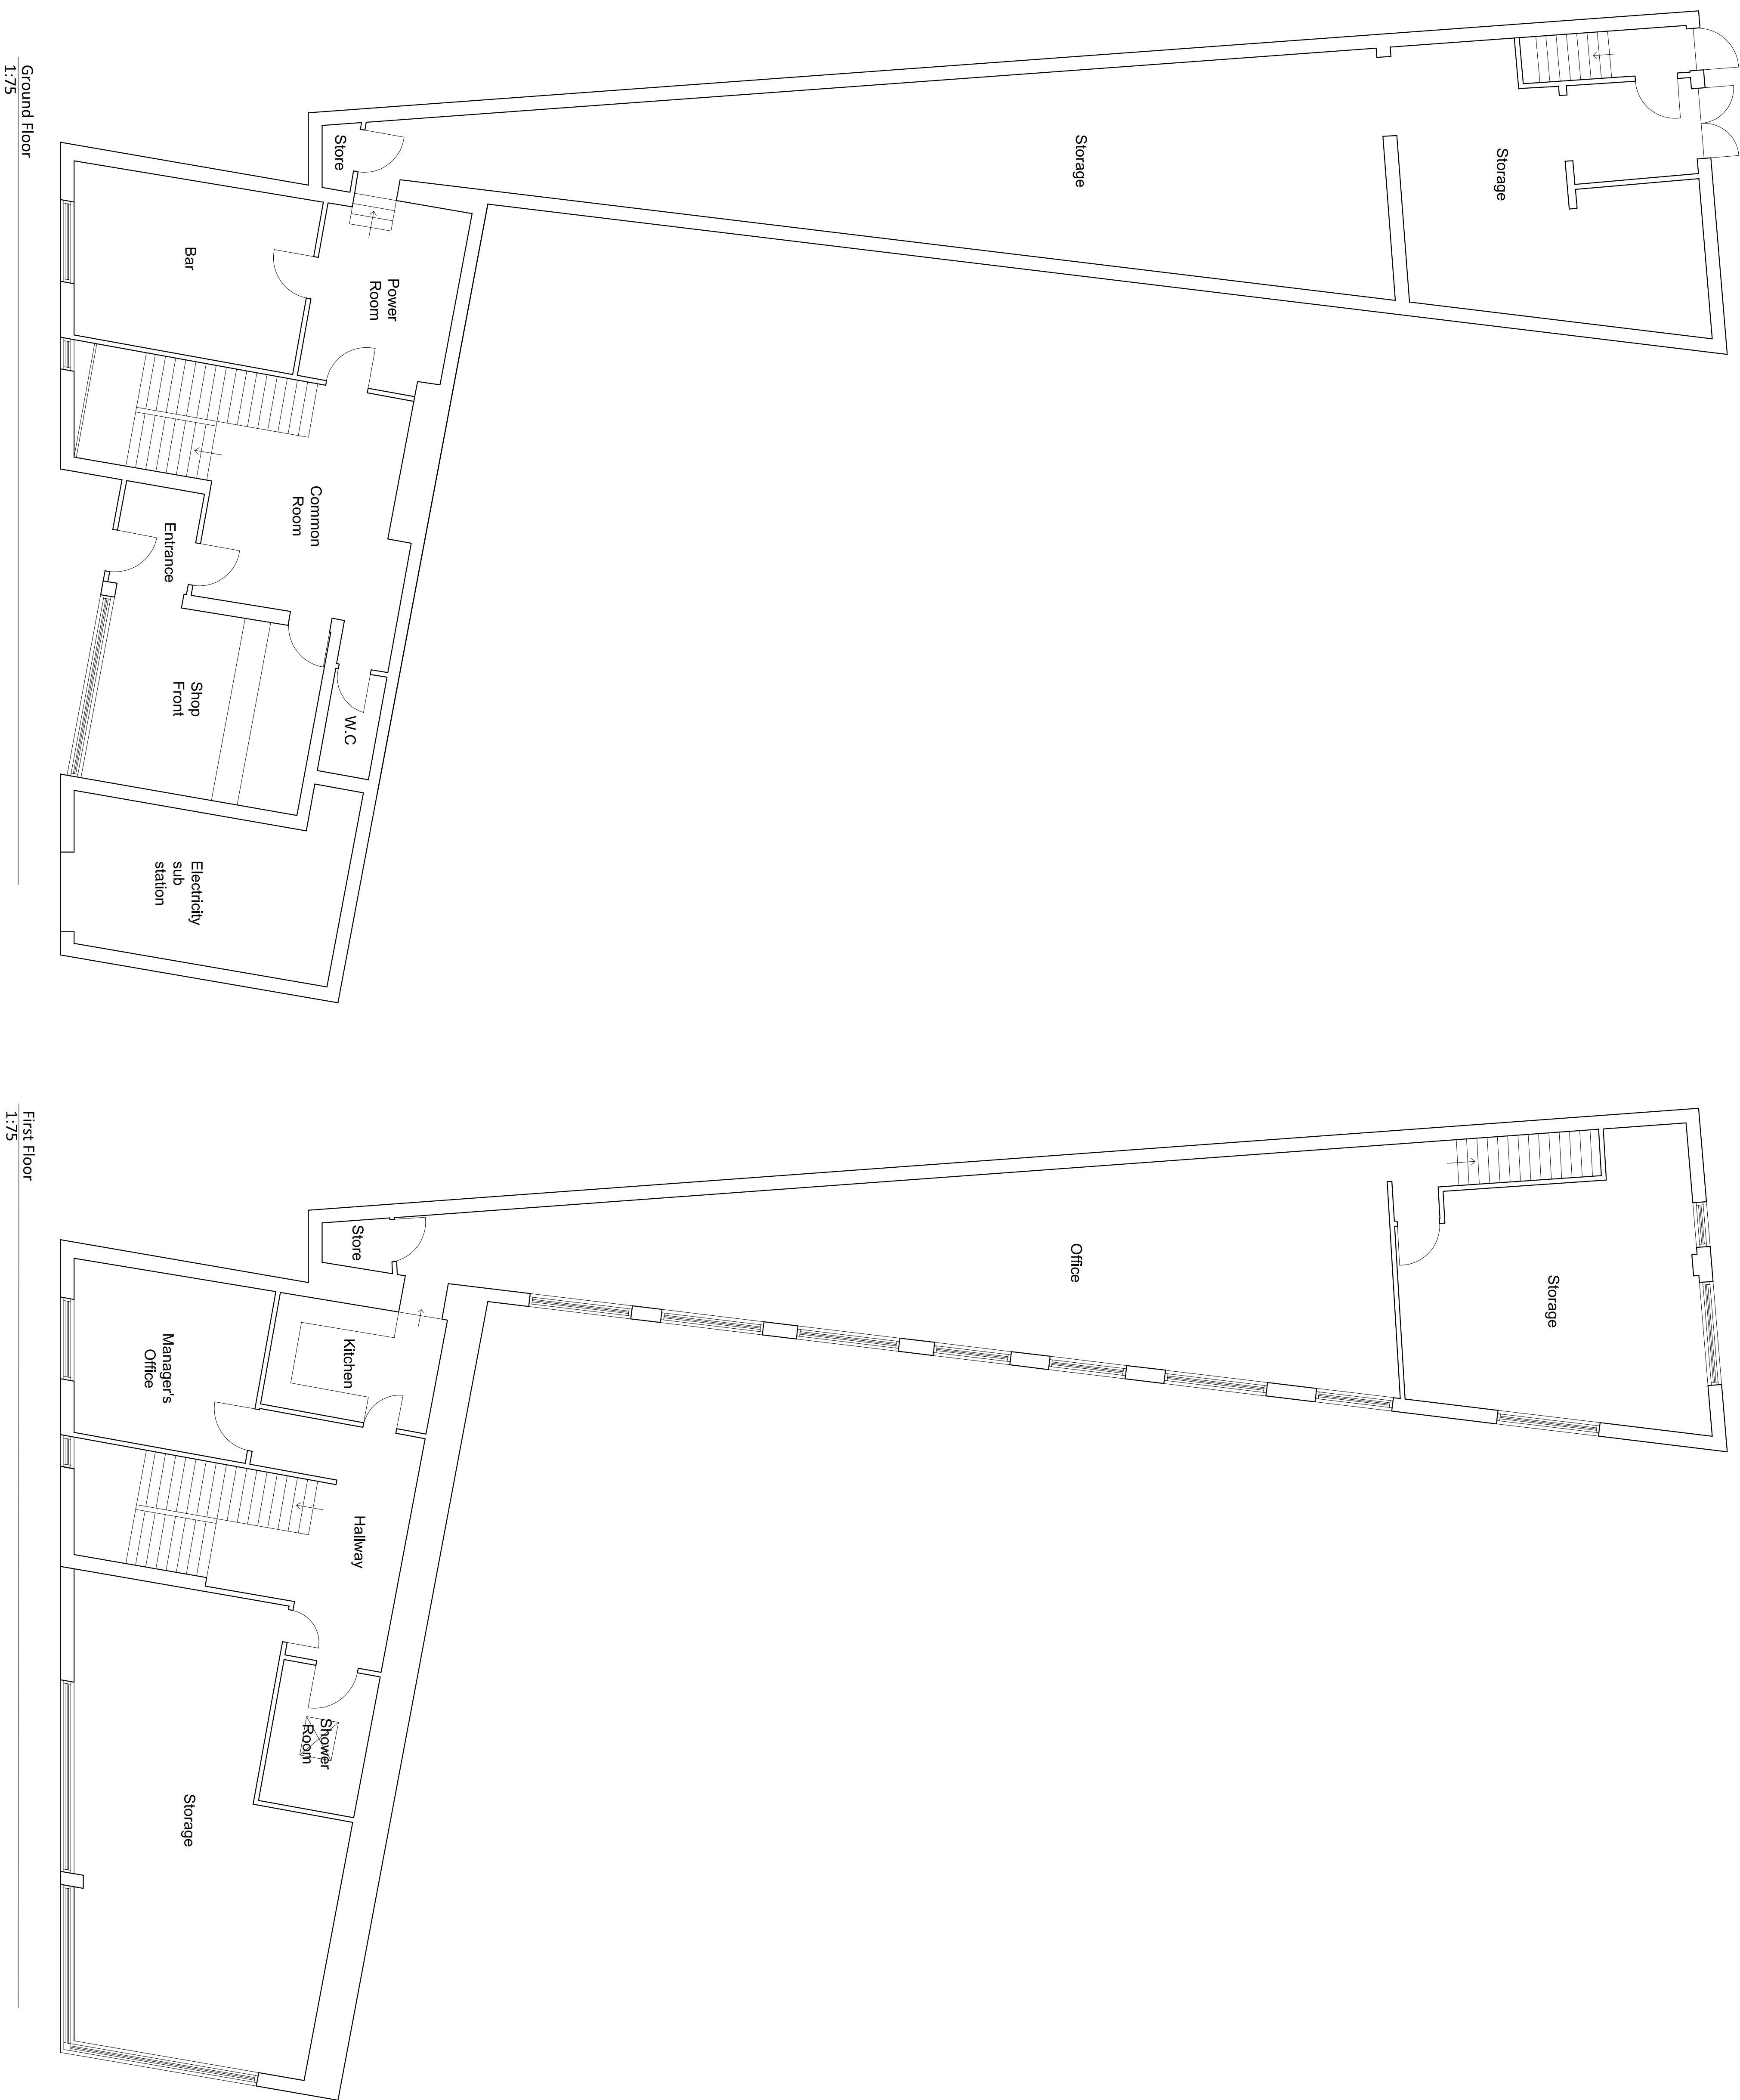 Ground Floor
1:75
Store
Storage
Storage
Bar
Power
Room
Common
Room
Entrance
Shop
Front
W.C
Electricity
sub
station
First Floor
1:75
Store
Office
Storage
Kitchen
Manager's
Office
Hallway
Shower
Room
Storage